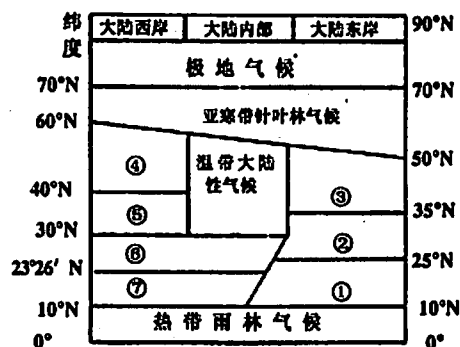 纬度
大陆西岸 大陆内部 大陆东岸
90°N
极地气候
70°N 70°N
亚寒带针叶林气候
60°N
50°N
④ 温带大陆性气候 ③
40°N
35°N
⑤ ②
30°N
⑥
25°N
23°26′ N
⑦ ①
10°N 10°N
热带雨林气候
0° 0°